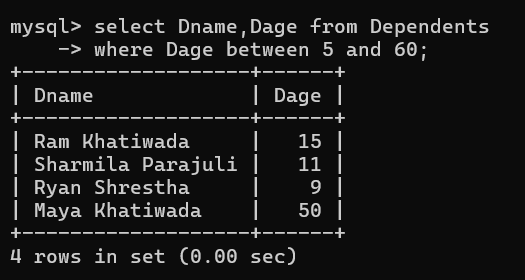 mysql> select Dname,Dage from Dependents
    -> where Dage between 5 and 60;
+-------------------+------+
| Dname             | Dage |
+-------------------+------+
| Ram Khatiwada     |   15 |
| Sharmila Parajuli |   11 |
| Ryan Shrestha     |    9 |
| Maya Khatiwada    |   50 |
+-------------------+------+
4 rows in set (0.00 sec)